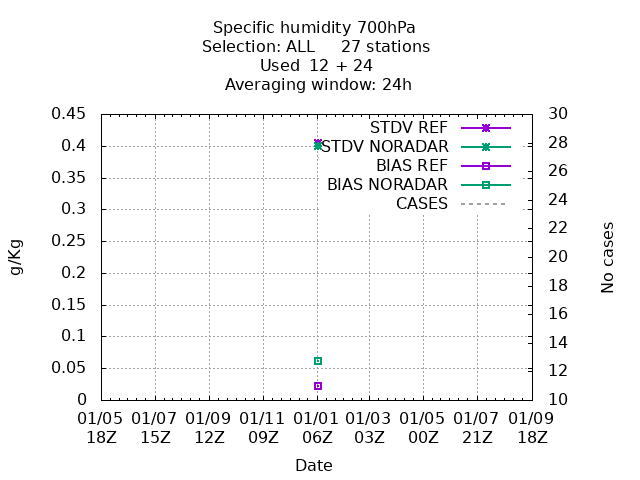 Specific humidity 700hPa
Selection: ALL     27 stations
Used  12 + 24
Averaging window: 24h
0.45
0.4
0.35
0.3
0.25
0.2
0.15
0.1
0.05
0
g/Kg
STDV REF
STDV NORADAR
BIAS REF
BIAS NORADAR
CASES
30
28
26
24
22
20
18
16
14
12
10
No cases
01/05 01/07 01/09 01/11 01/01 01/03 01/05 01/07 01/09
18Z 15Z 12Z 09Z 06Z 03Z 00Z 21Z 18Z
Date